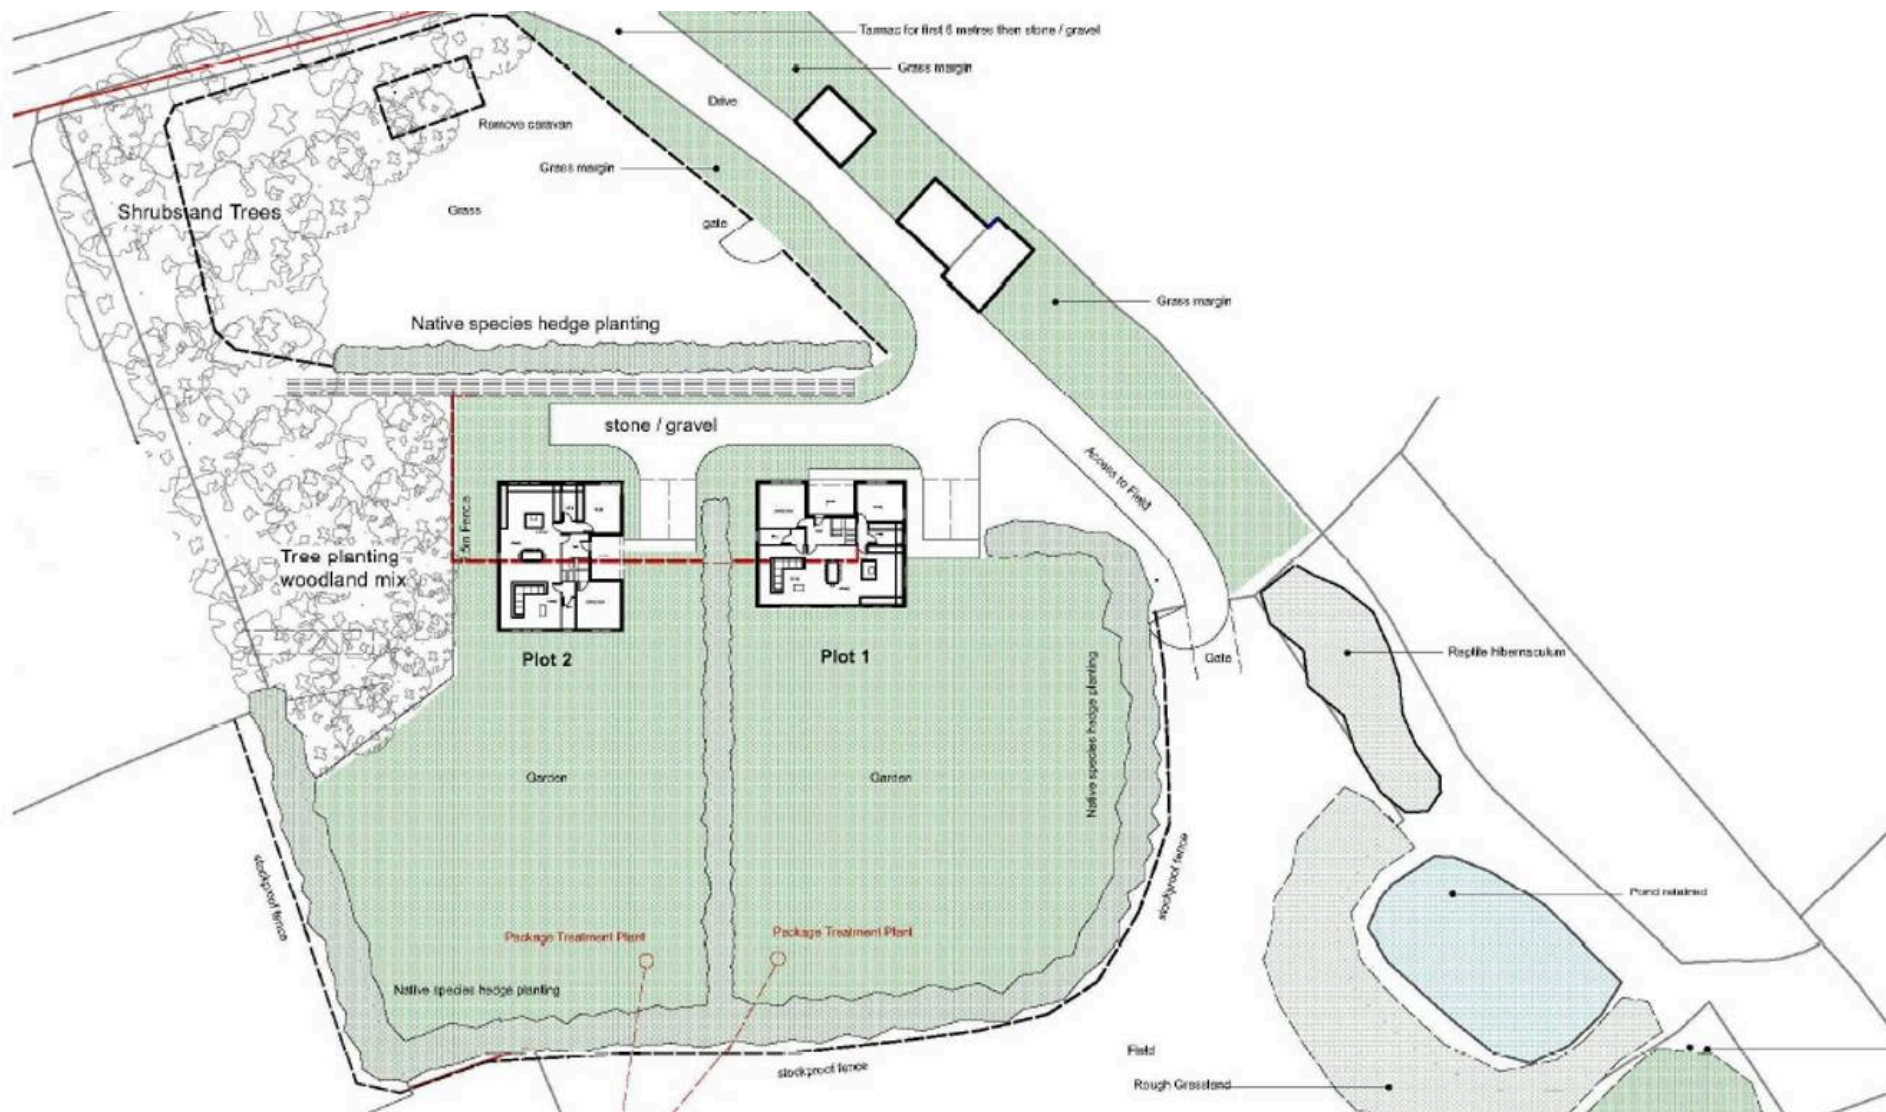 Tarmac for first 6 metres then stone / gravel
Grass margin
Drive
Remove caravan
Grass margin
Shrubs and Trees
Grass
gate
Grass margin
Native species hedge planting
stone / gravel
Access to Field
5m Fence
Tree planting
woodland mix
Plot 2
Plot 1
Gate
Reptile hibernaculum
Native species hedge planting
Garden
Garden
stockproof fence
stockproof fence
Pond retained
Package Treatment Plant
Package Treatment Plant
Native species hedge planting
Field
stockproof fence
Rough Grassland